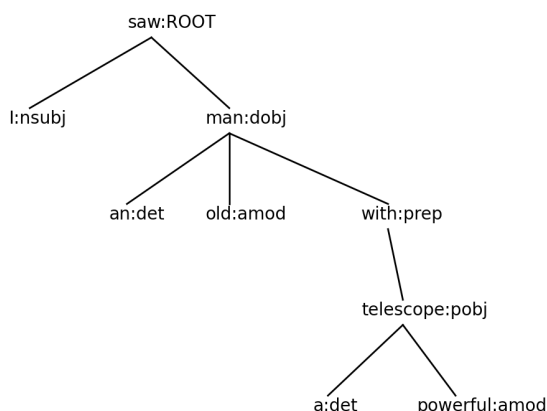 saw:ROOT
I:nsubj man:dobj
an:det old:amod with:prep
telescope:pobj
a:det powerful:amod